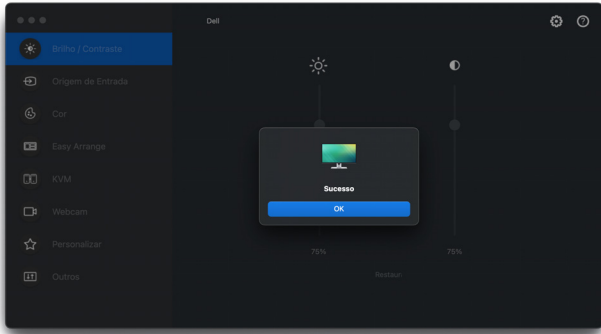 Dell
Brilho / Contraste
Origem de Entrada
Cor
Easy Arrange
KVM
Webcam
Personalizar
Outros
Sucesso
OK
75%
75%
Restaur.